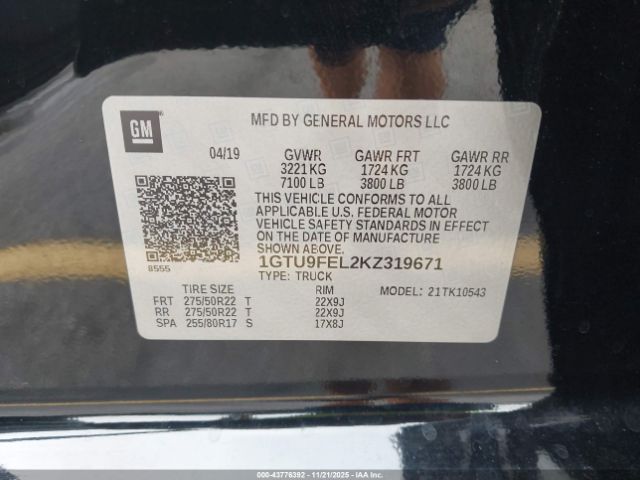 GM
MFD BY GENERAL MOTORS LLC
04/19 GVWR GAWR FRT GAWR RR
3221 KG 1724 KG 1724 KG
7100 LB 3800 LB 3800 LB
THIS VEHICLE CONFORMS TO ALL
APPLICABLE U.S. FEDERAL MOTOR
VEHICLE SAFETY STANDARDS IN EFFECT
ON THE DATE OF MANUFACTURE
SHOWN ABOVE.
8555
1GTU9FEL2KZ319671
TYPE: TRUCK
TIRE SIZE RIM MODEL: 21TK10543
FRT 275/50R22 T 22X9J
RR 275/50R22 T 22X9J
SPA 255/80R17 S 17X8J
000-43776392 - 11/21/2025 - IAAI.COM